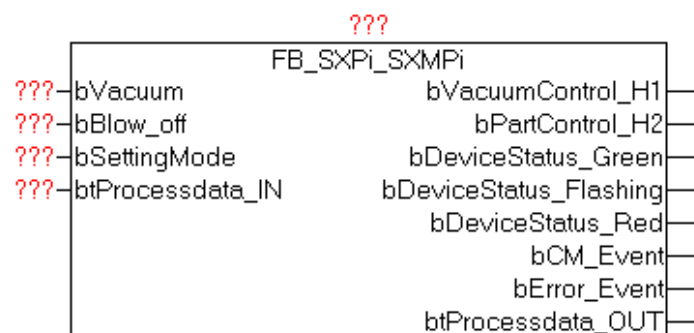 ???
FB_SXPi_SXMPi
??? bVacuum bVacuumControl_H1
??? bBlow_off bPartControl_H2
??? bSettingMode bDeviceStatus_Green
??? btProcessdata_IN bDeviceStatus_Flashing
bDeviceStatus_Red
bCM_Event
bError_Event
btProcessdata_OUT